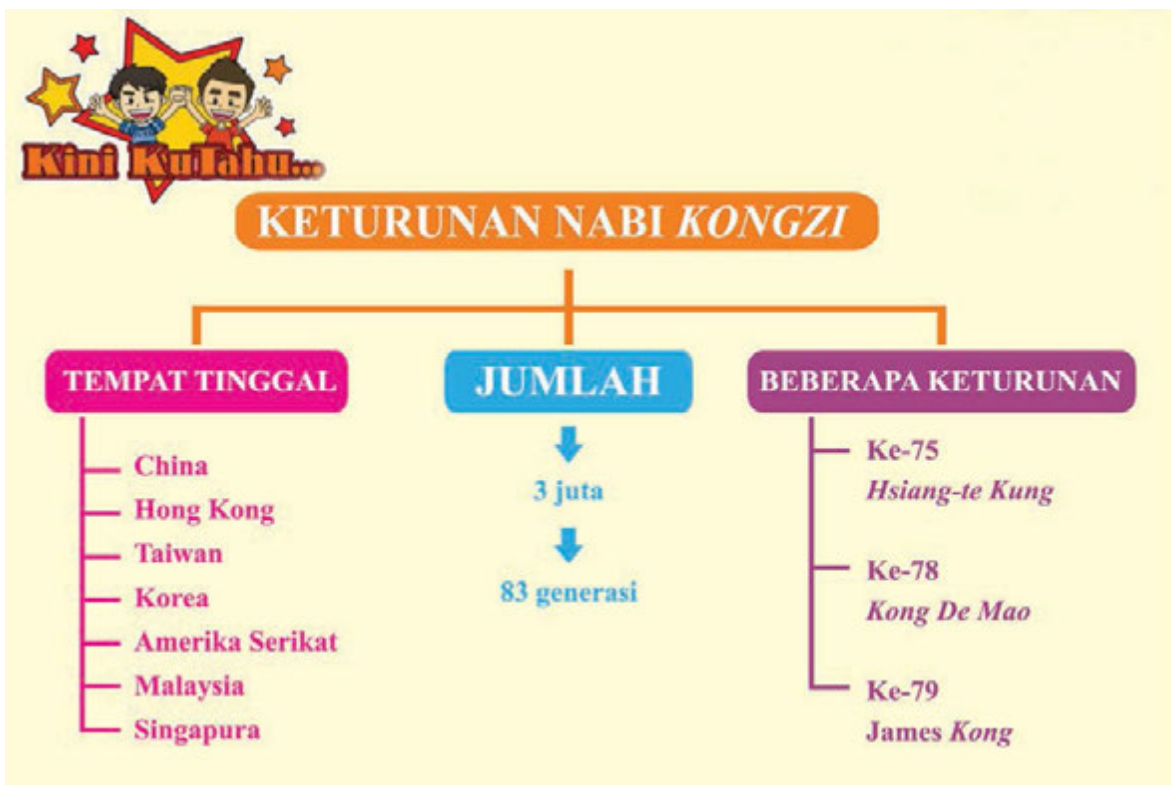 Kini KuTahu...
KETURUNAN NABI KONGZI
TEMPAT TINGGAL
China
Hong Kong
Taiwan
Korea
Amerika Serikat
Malaysia
Singapura
JUMLAH
3 juta
83 generasi
BEBERAPA KETURUNAN
Ke-75
Hsiang-te Kung
Ke-78
Kong De Mao
Ke-79
James Kong